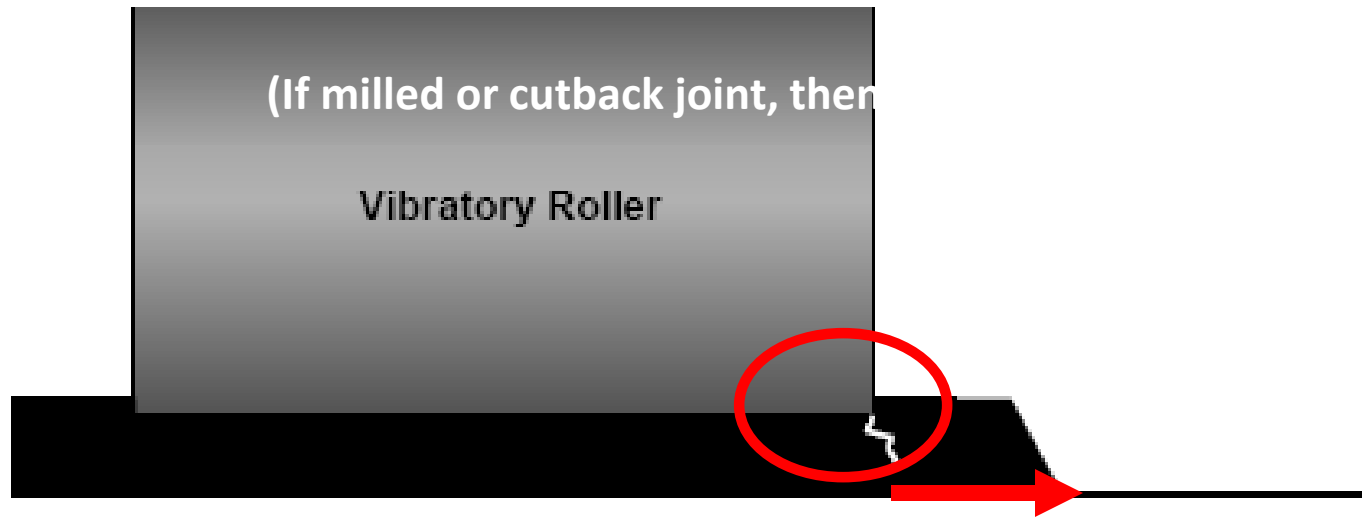 (If milled or cutback joint, then
Vibratory Roller